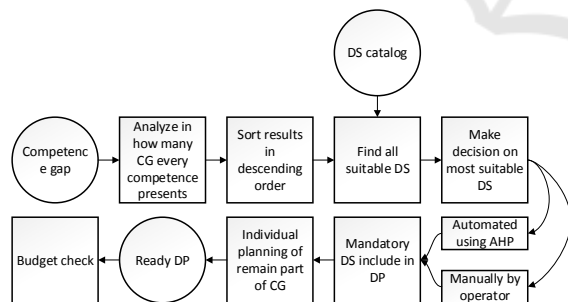 DS catalog
Competenc
e gap
Analyze in
how many
CG every
competence
presents
Sort results
in
descending
order
Find all
suitable DS
Make
decision on
most suitable
DS
Automated
using AHP
Manually by
operator
Mandatory
DS include in
DP
Individual
planning of
remain part
of CG
Ready DP
Budget check